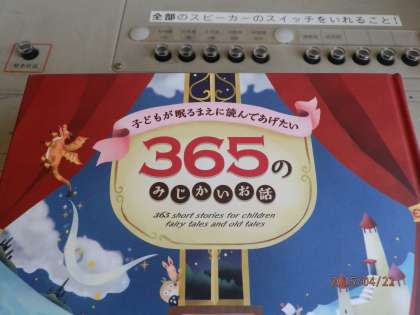 全部のスピーカーのスイッチをいれること！
子どもが眠るまえに読んであげたい
365の
みじかいお話
365 short stories for children
fairy tales and old tales
2015/04/22